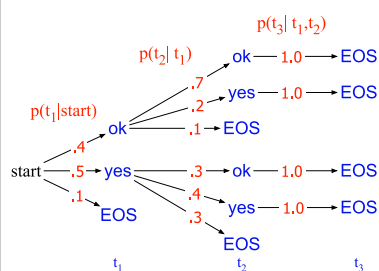 p(t₃| t₁,t₂)
p(t₂| t₁)
ok 1.0 EOS
.7
yes 1.0 EOS
.2
p(t₁|start)
ok .1 EOS
.4
start .5 yes .3 ok 1.0 EOS
.1 .4
EOS .3 yes 1.0 EOS
EOS
t₁ t₂ t₃